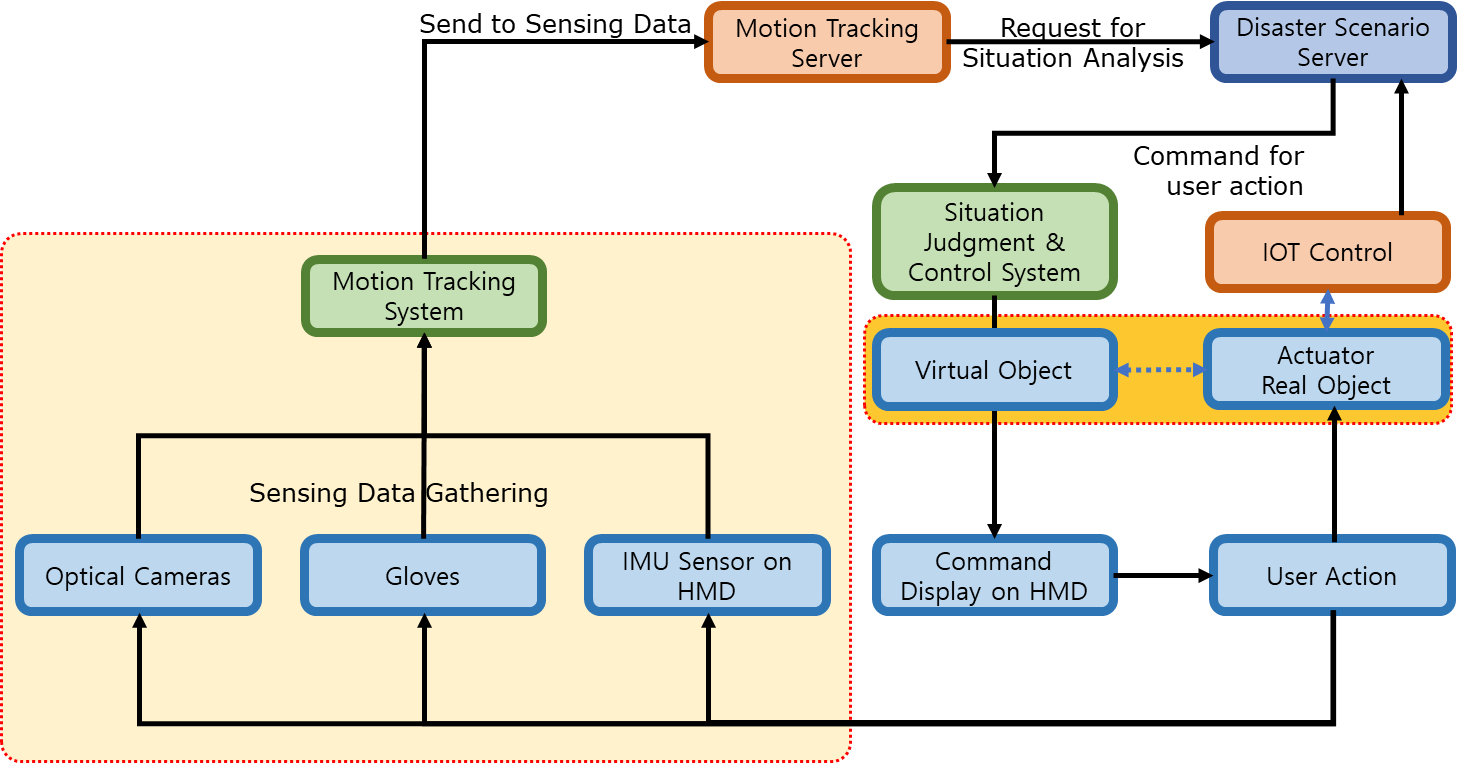 Send to Sensing Data
Motion Tracking
Server
Request for
Situation Analysis
Disaster Scenario
Server
Command for
user action
Situation
Judgment &
Control System
IOT Control
Motion Tracking
System
Virtual Object
Actuator
Real Object
Sensing Data Gathering
Optical Cameras
Gloves
IMU Sensor on
HMD
Command
Display on HMD
User Action